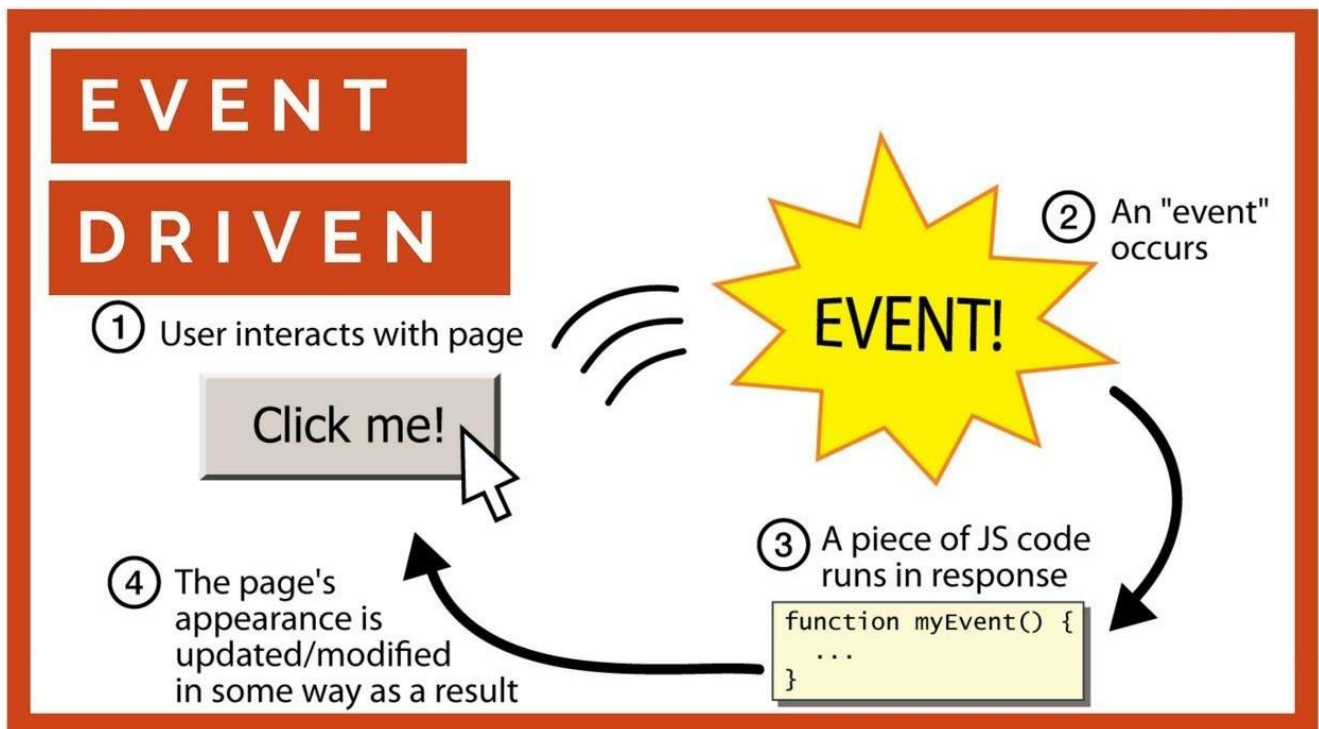 EVENT
DRIVEN
① User interacts with page
Click me!
EVENT!
② An "event"
occurs
③ A piece of JS code
runs in response
function myEvent() {
...
}
④ The page's
appearance is
updated/modified
in some way as a result